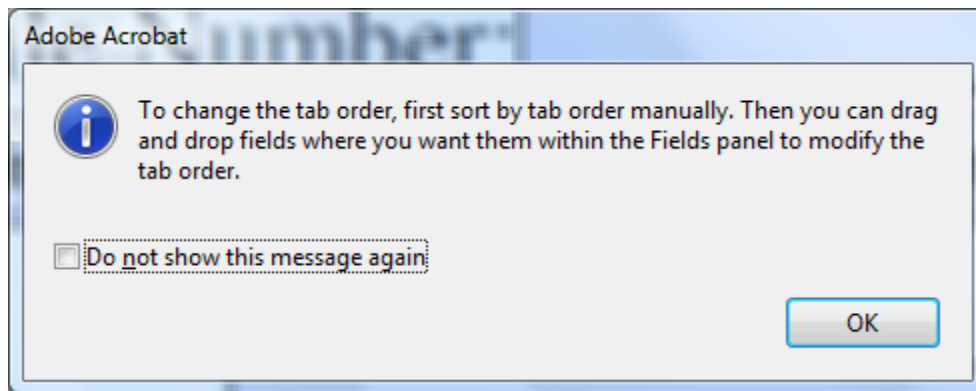 Adobe Acrobat
Number:
To change the tab order, first sort by tab order manually. Then you can drag
and drop fields where you want them within the Fields panel to modify the
tab order.
Do not show this message again
OK